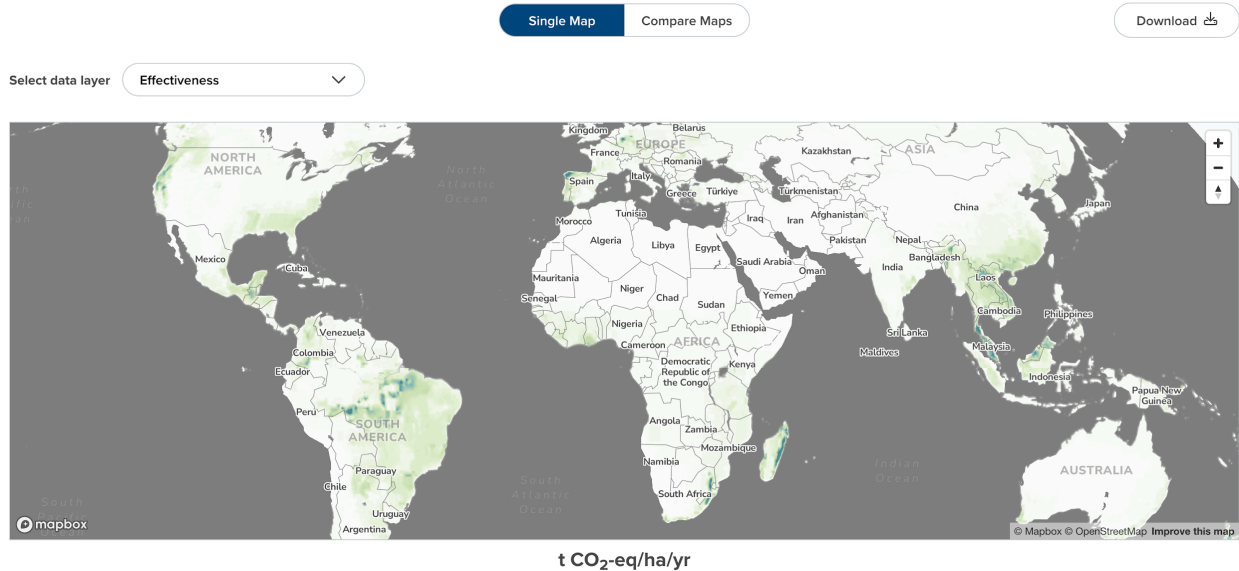 Single Map
Compare Maps
Download
Select data layer
Effectiveness
Kingdom
Belarus
EUROPE
ASIA
Kazakhstan
NORTH
AMERICA
France
Romania
North
Atlantic
Ocean
Spain
Italy
Greece
Türkiye
Türkmenistan
China
Japan
Morocco
Tunisia
Iraq
Iran
Afghanistan
Algeria
Libya
Egypt
Pakistan
Nepal
Mexico
Cuba
Saudi Arabia
Bangladesh
India
Oman
Mauritania
Laos
Niger
Chad
Sudan
Yemen
Senegal
Cambodia
Philippines
Nigeria
Ethiopia
Venezuela
Sri Lanka
Cameroon
AFRICA
Malaysia
Colombia
Maldives
Democratic
Republic of
the Congo
Kenya
Ecuador
Indonesia
Papua New
Guinea
Peru
SOUTH
AMERICA
Angola
Zambia
Mozambique
Namibia
Indian
Ocean
AUSTRALIA
Paraguay
Chile
South
Atlantic
Ocean
South Africa
South
Pacific
Ocean
Uruguay
Argentina
mapbox
© Mapbox © OpenStreetMap Improve this map
t CO₂-eq/ha/yr